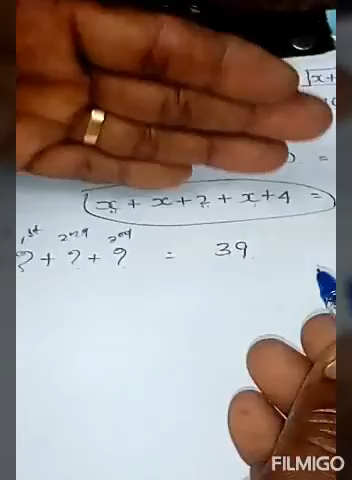 |x+
=
x + x + 2 + x + 4 =
1st 2nd 3rd
? + ? + ? = 39
FILMIGO